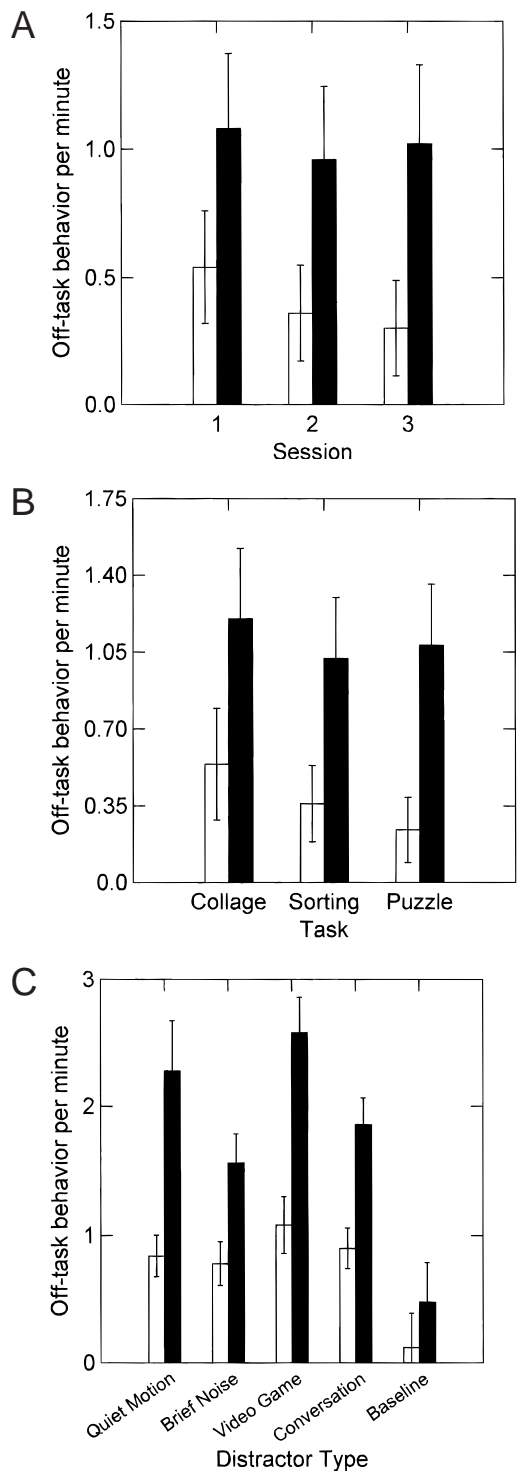 A
Off-task behavior per minute
1.5
1.0
0.5
0.0
1 2 3
Session
B
Off-task behavior per minute
1.75
1.40
1.05
0.70
0.35
0.0
Collage Sorting Puzzle
Task
C
Off-task behavior per minute
3
2
1
0
Quiet Motion Brief Noise Video Game Conversation Baseline
Distractor Type